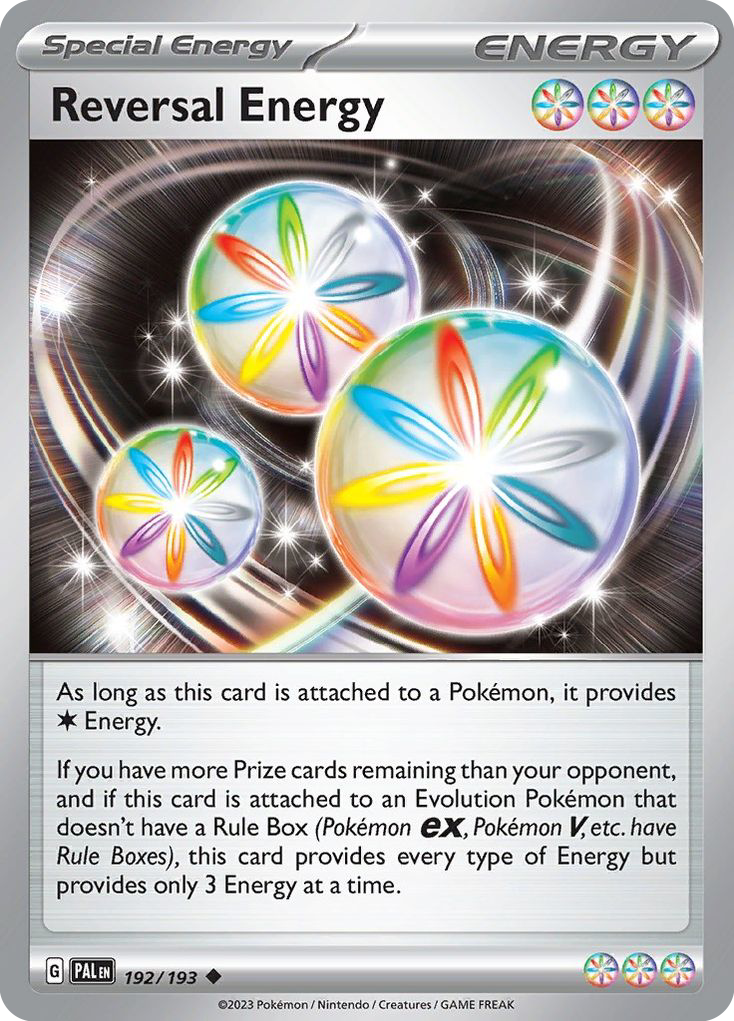 Special Energy
ENERGY
Reversal Energy
As long as this card is attached to a Pokémon, it provides
Energy.
If you have more Prize cards remaining than your opponent,
and if this card is attached to an Evolution Pokémon that
doesn't have a Rule Box (Pokémon ex, Pokémon V, etc. have
Rule Boxes), this card provides every type of Energy but
provides only 3 Energy at a time.
G PAL EN 192/193
©2023 Pokémon / Nintendo / Creatures / GAME FREAK